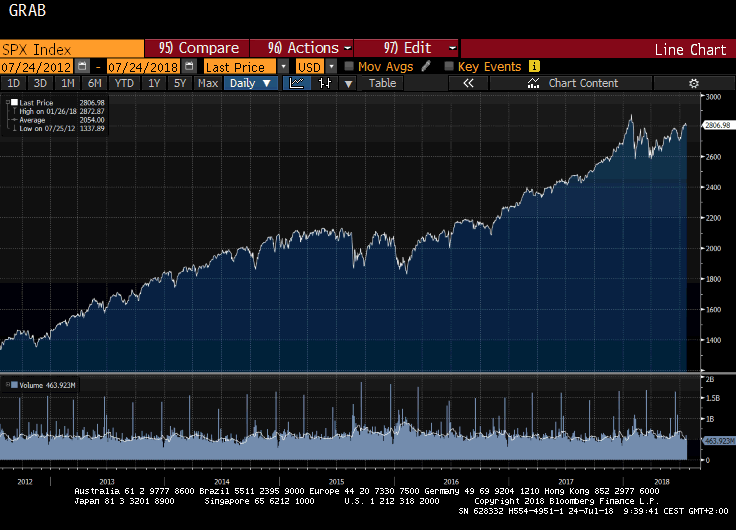 GRAB
SPX Index 95) Compare 96) Actions 97) Edit Line Chart
07/24/2012 - 07/24/2018 Last Price USD Mov Avgs Key Events i
1D 3D 1M 6M YTD 1Y 5Y Max Daily ▼ ▼ Table « Chart Content
Last Price 2806.98
High on 01/26/18 2872.87
Average 2054.00
Low on 07/25/12 1337.89
3000
2806.98
2600
2400
2200
2000
1800
1600
1400
Volume 463.923M
2B
1.5B
1B
463.923M
0
2012 2013 2014 2015 2016 2017 2018
Australia 61 2 9777 8600 Brazil 5511 2395 9000 Europe 44 20 7330 7500 Germany 49 69 9204 1210 Hong Kong 852 2977 6000
Japan 81 3 3201 8900 Singapore 65 6212 1000 U.S. 1 212 318 2000 Copyright 2018 Bloomberg Finance L.P.
SN 628332 H554-4951-1 24-Jul-18 9:39:41 CEST GMT+2:00